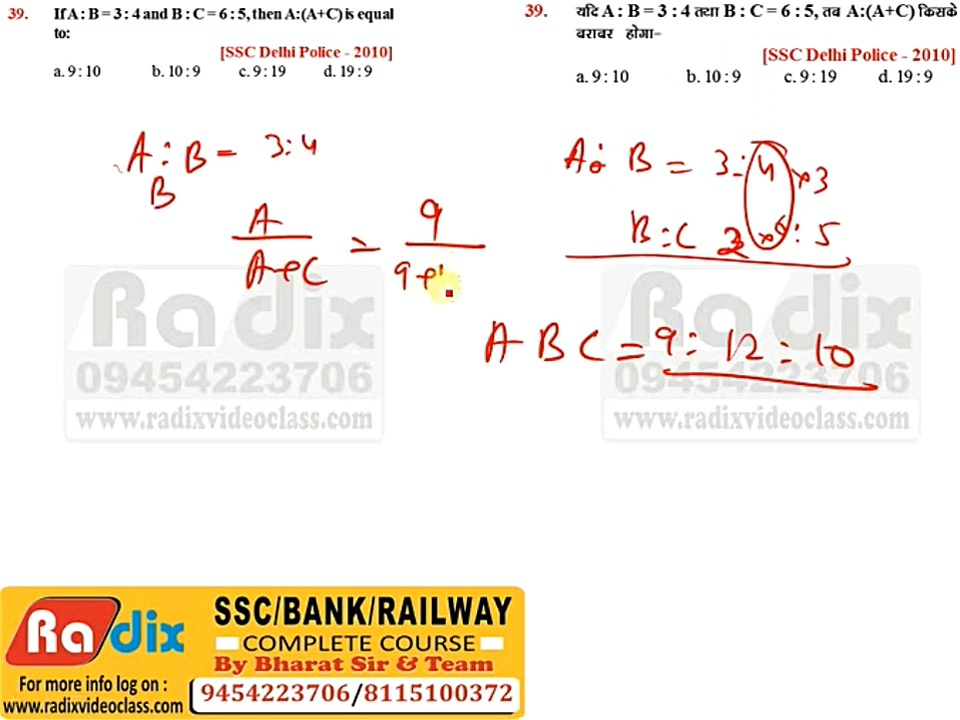 39. If A : B = 3 : 4 and B : C = 6 : 5, then A:(A+C) is equal
to:
[SSC Delhi Police - 2010]
a. 9 : 10 b. 10 : 9 c. 9 : 19 d. 19 : 9
39. यदि A : B = 3 : 4 तथा B : C = 6 : 5, तब A:(A+C) किसके
बराबर होगा-
[SSC Delhi Police - 2010]
a. 9 : 10 b. 10 : 9 c. 9 : 19 d. 19 : 9
A : B = 3:4
B
A
A+C
=
9
9+1
A : B = 3 : 4 ×3
B : C : 5
A B C = 9 : 12 : 10
Radix
09454223706
www.radixvideoclass.com
Radix
09454223706
www.radixvideoclass.com
Radix
For more info log on :
www.radixvideoclass.com
SSC/BANK/RAILWAY
COMPLETE COURSE
By Bharat Sir & Team
9454223706/8115100372